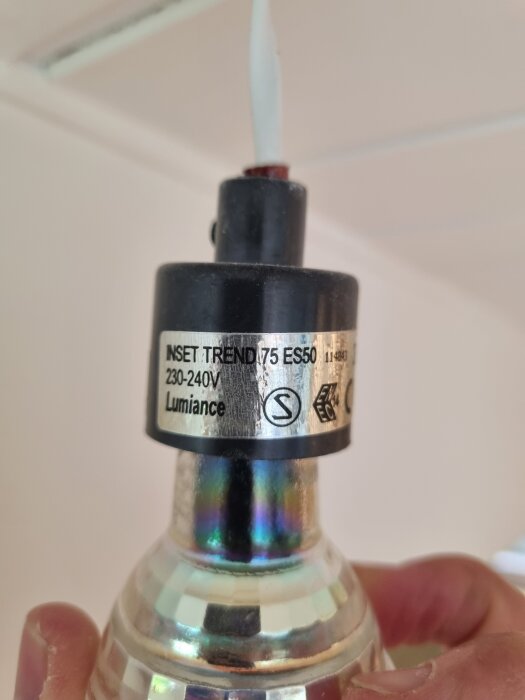 INSET TREND 75 ES50
230-240V
Lumiance
S